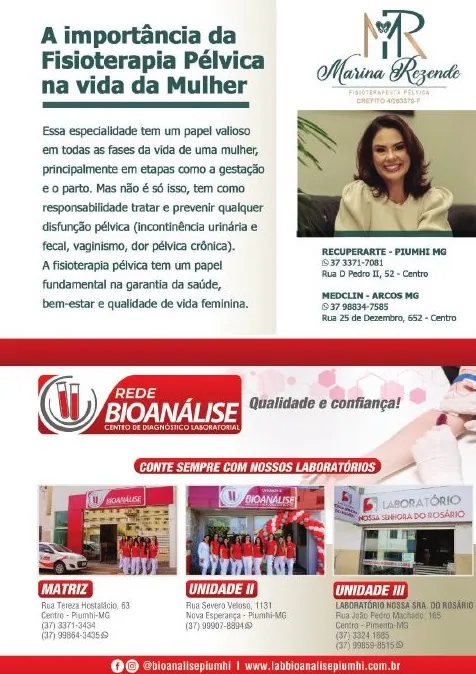 A importância da
Fisioterapia Pélvica
na vida da Mulher
Essa especialidade tem um papel valioso
em todas as fases da vida de uma mulher,
principalmente em etapas como a gestação
e o parto. Mas não é só isso, tem como
responsabilidade tratar e prevenir qualquer
disfunção pélvica (incontinência urinária e
fecal, vaginismo, dor pélvica crônica).
A fisioterapia pélvica tem um papel
fundamental na garantia da saúde,
bem-estar e qualidade de vida feminina.
MR
Marina Rezende
FISIOTERAPEUTA PÉLVICA
CREFITO 4/263372-F
RECUPERARTE - PIUMHI MG
37 3371-7081
Rua D Pedro II, 52 - Centro
MEDCLIN - ARCOS MG
37 98834-7585
Rua 25 de Dezembro, 652 - Centro
REDE
BIOANÁLISE
CENTRO DE DIAGNÓSTICO LABORATORIAL
Qualidade e confiança!
CONTE SEMPRE COM NOSSOS LABORATÓRIOS
BIOANÁLISE
BIOANÁLISE
LABORATÓRIO
NOSSA SENHORA DO ROSÁRIO
MATRIZ
Rua Tereza Hostalácio, 63
Centro - Piumhi-MG
(37) 3371-3434
(37) 99864-3435
UNIDADE II
Rua Severo Veloso, 1131
Nova Esperança - Piumhi-MG
(37) 99907-8894
UNIDADE III
LABORATÓRIO NOSSA SRA. DO ROSÁRIO
Rua João Pedro Machado, 165
Centro - Pimenta-MG
(37) 3324 1685
(37) 99859-8515
@bioanalisepiumhi | www.labbioanalisepiumhi.com.br